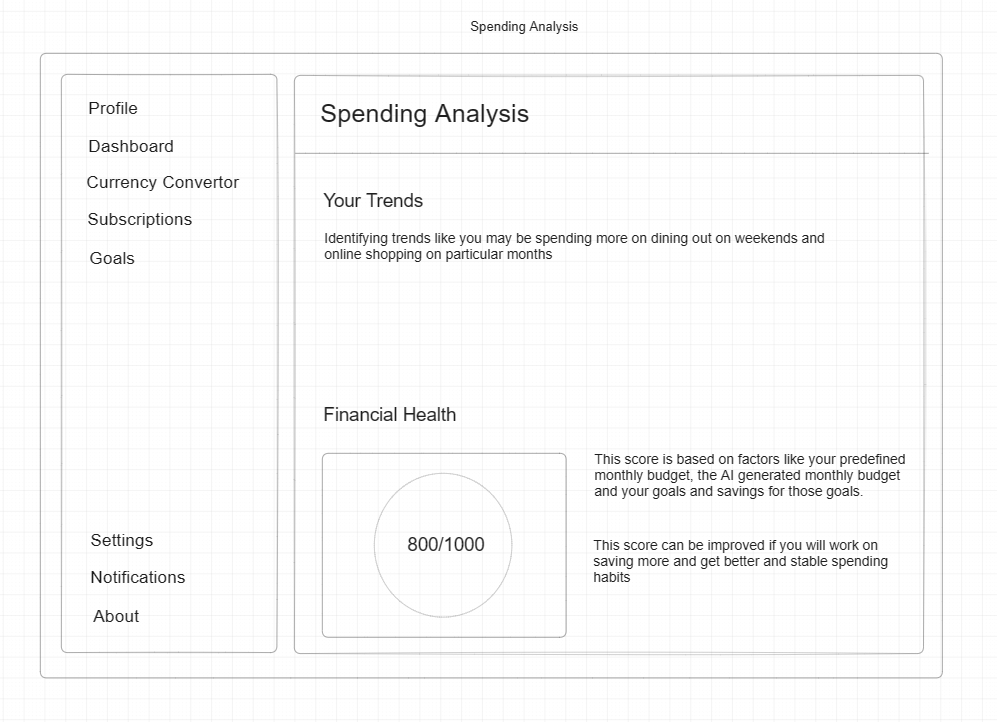 Spending Analysis
Profile
Dashboard
Currency Convertor
Subscriptions
Goals
Settings
Notifications
About
Spending Analysis
Your Trends
Identifying trends like you may be spending more on dining out on weekends and
online shopping on particular months
Financial Health
800/1000
This score is based on factors like your predefined
monthly budget, the AI generated monthly budget
and your goals and savings for those goals.
This score can be improved if you will work on
saving more and get better and stable spending
habits